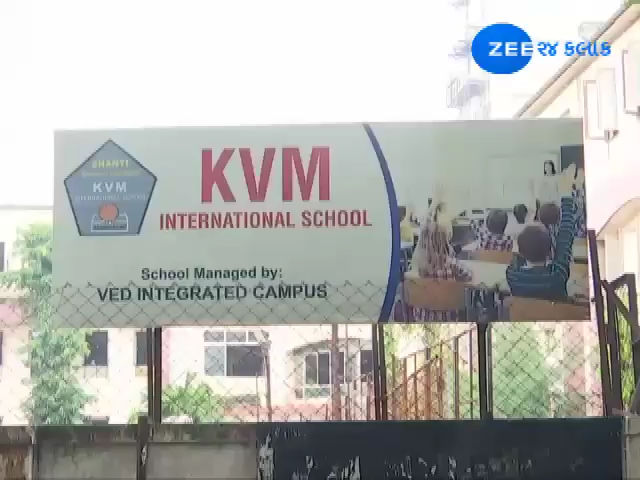 ZEE ૨૪ કલાક
SHANTI
KVM
INTERNATIONAL SCHOOL
KVM
INTERNATIONAL SCHOOL
School Managed by:
VED INTEGRATED CAMPUS